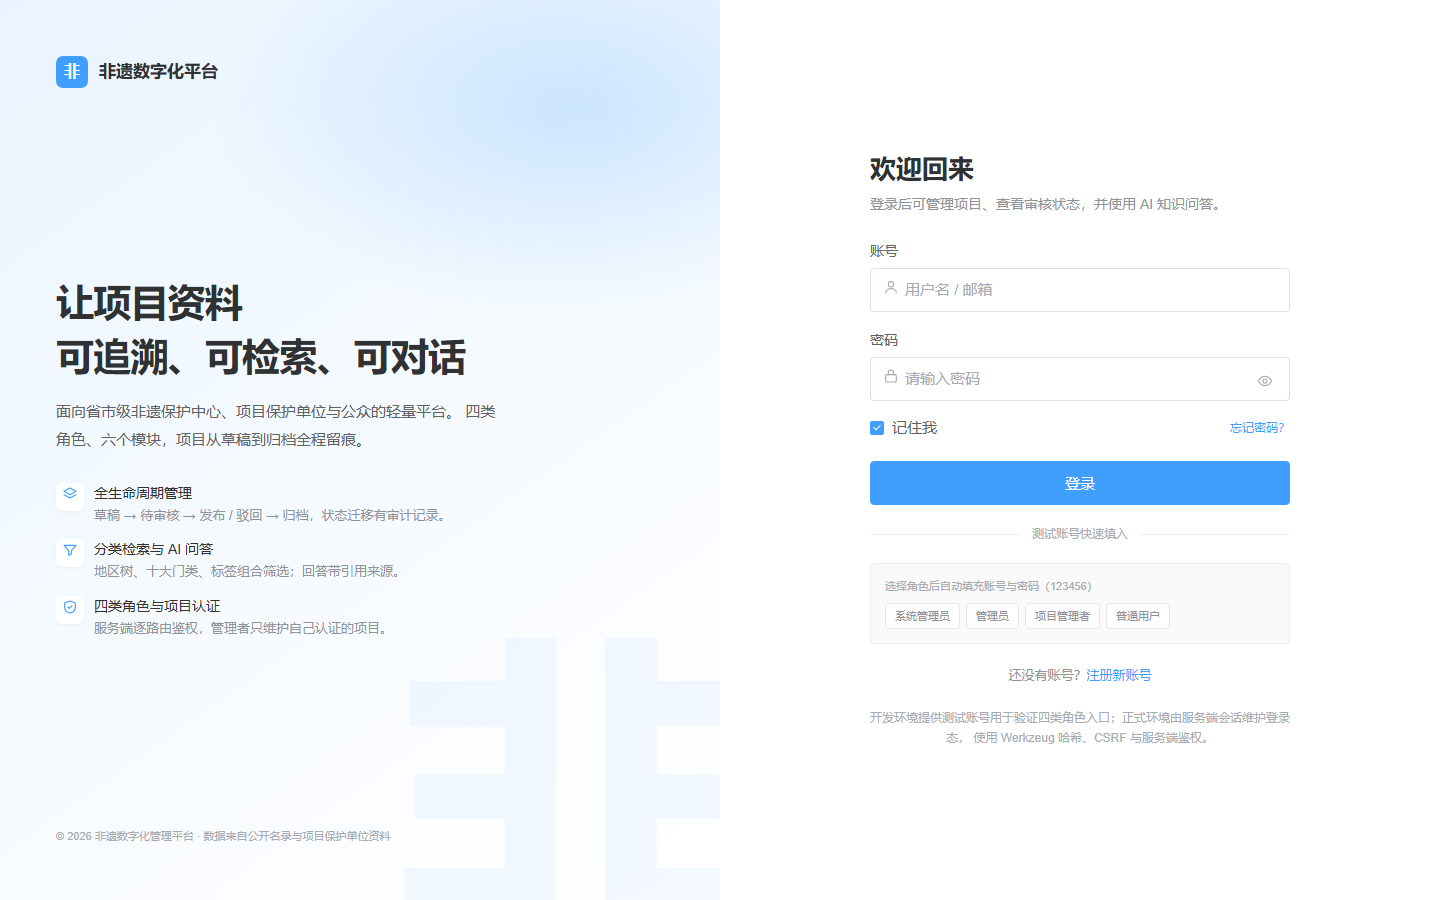 非 非遗数字化平台
让项目资料
可追溯、可检索、可对话
面向省市级非遗保护中心、项目保护单位与公众的轻量平台。 四类
角色、六个模块，项目从草稿到归档全程留痕。
全生命周期管理
草稿 → 待审核 → 发布 / 驳回 → 归档，状态迁移有审计记录。
分类检索与 AI 问答
地区树、十大门类、标签组合筛选；回答带引用来源。
四类角色与项目认证
服务端逐路由鉴权，管理者只维护自己认证的项目。
非
© 2026 非遗数字化管理平台 · 数据来自公开名录与项目保护单位资料
欢迎回来
登录后可管理项目、查看审核状态，并使用 AI 知识问答。
账号
用户名 / 邮箱
密码
请输入密码
记住我
忘记密码?
登录
测试账号快速填入
选择角色后自动填充账号与密码（123456）
系统管理员 管理员 项目管理者 普通用户
还没有账号？注册新账号
开发环境提供测试账号用于验证四类角色入口；正式环境由服务端会话维护登录
态， 使用 Werkzeug 哈希、CSRF 与服务端鉴权。